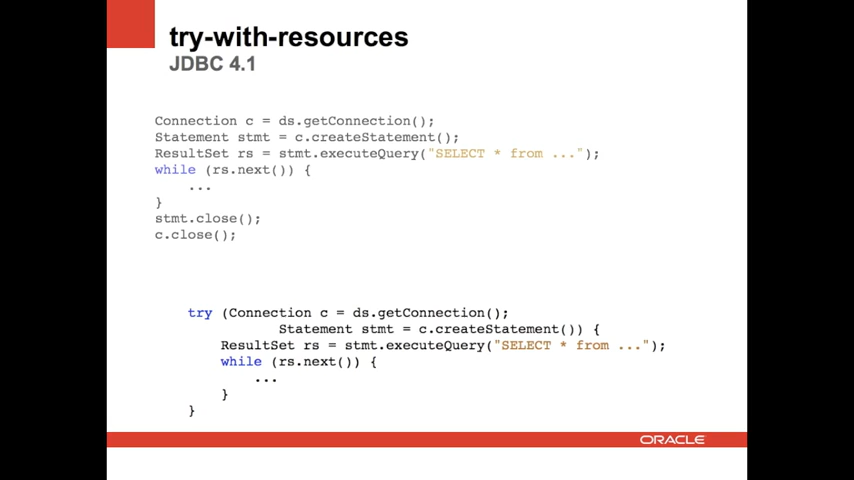 try-with-resources
JDBC 4.1
Connection c = ds.getConnection();
Statement stmt = c.createStatement();
ResultSet rs = stmt.executeQuery("SELECT * from ...");
while (rs.next()) {
    ...
}
stmt.close();
c.close();
try (Connection c = ds.getConnection();
           Statement stmt = c.createStatement()) {
    ResultSet rs = stmt.executeQuery("SELECT * from ...");
    while (rs.next()) {
        ...
    }
}
ORACLE